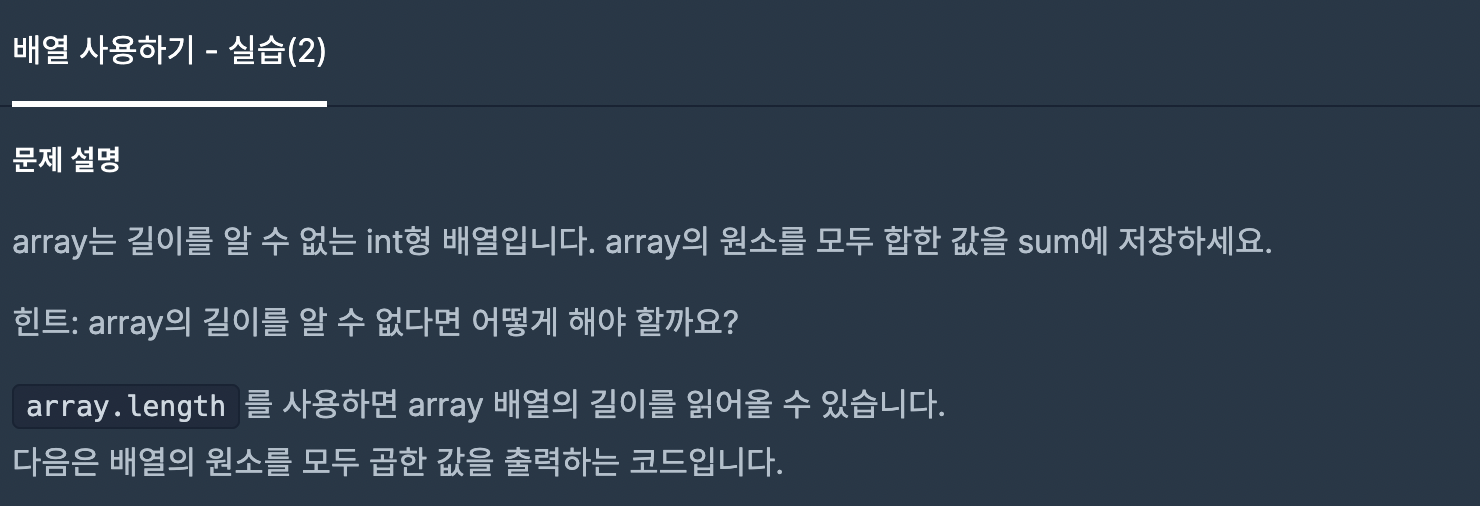 배열 사용하기 - 실습(2)
문제 설명
array는 길이를 알 수 없는 int형 배열입니다. array의 원소를 모두 합한 값을 sum에 저장하세요.
힌트: array의 길이를 알 수 없다면 어떻게 해야 할까요?
array.length 를 사용하면 array 배열의 길이를 읽어올 수 있습니다.
다음은 배열의 원소를 모두 곱한 값을 출력하는 코드입니다.